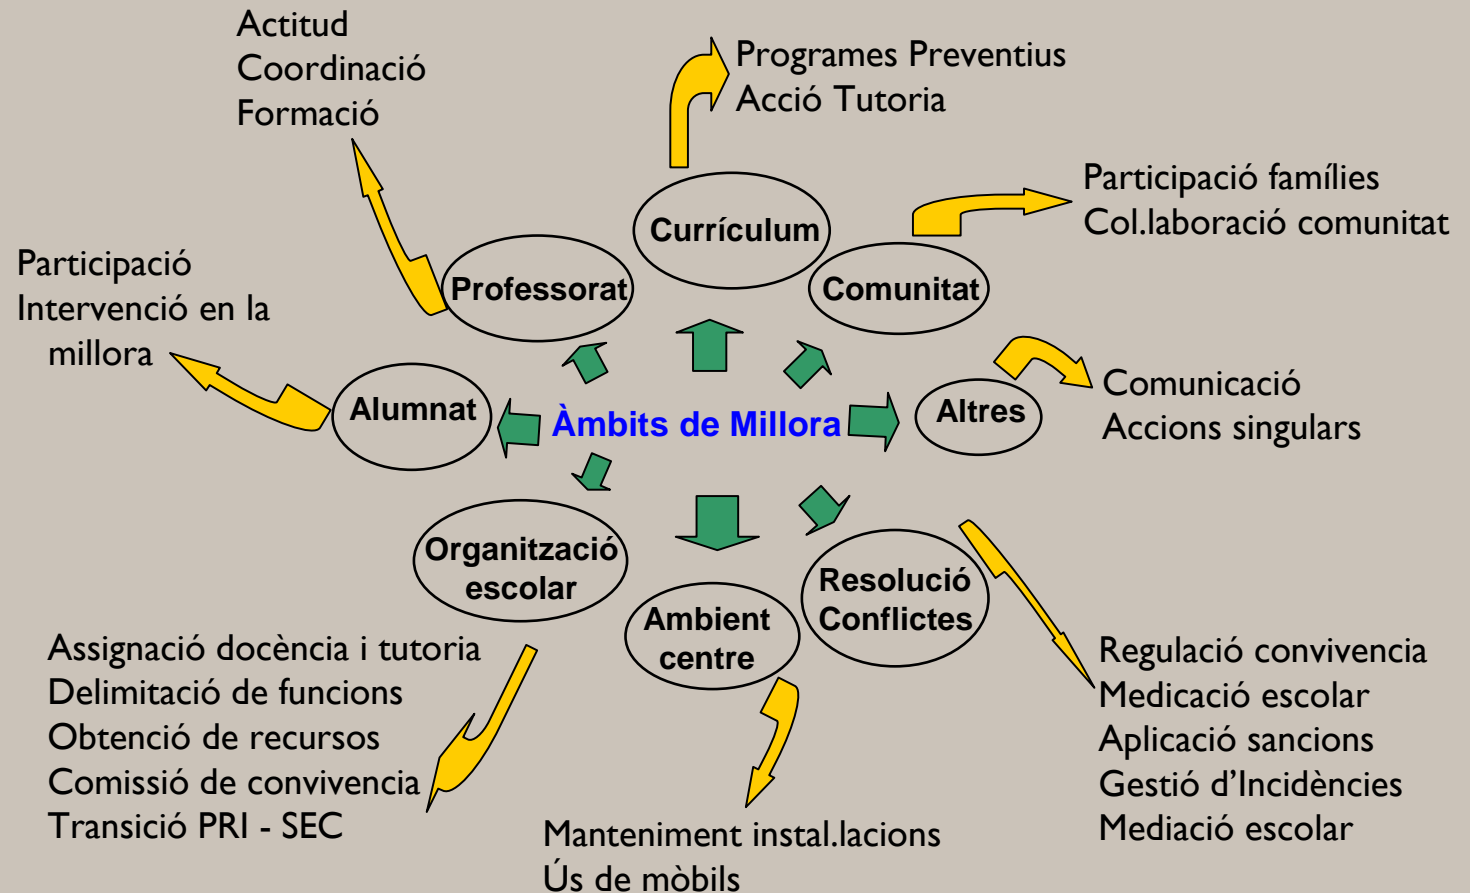 Actitud
Coordinació
Formació
Programes Preventius
Acció Tutoria
Participació famílies
Col.laboració comunitat
Currículum
Professorat
Comunitat
Participació
Intervenció en la
millora
Alumnat
Àmbits de Millora
Altres
Comunicació
Accions singulars
Organització
escolar
Ambient
centre
Resolució
Conflictes
Assignació docència i tutoria
Delimitació de funcions
Obtenció de recursos
Comissió de convivencia
Transició PRI - SEC
Manteniment instal.lacions
Ús de mòbils
Regulació convivencia
Medicació escolar
Aplicació sancions
Gestió d’Incidències
Mediació escolar